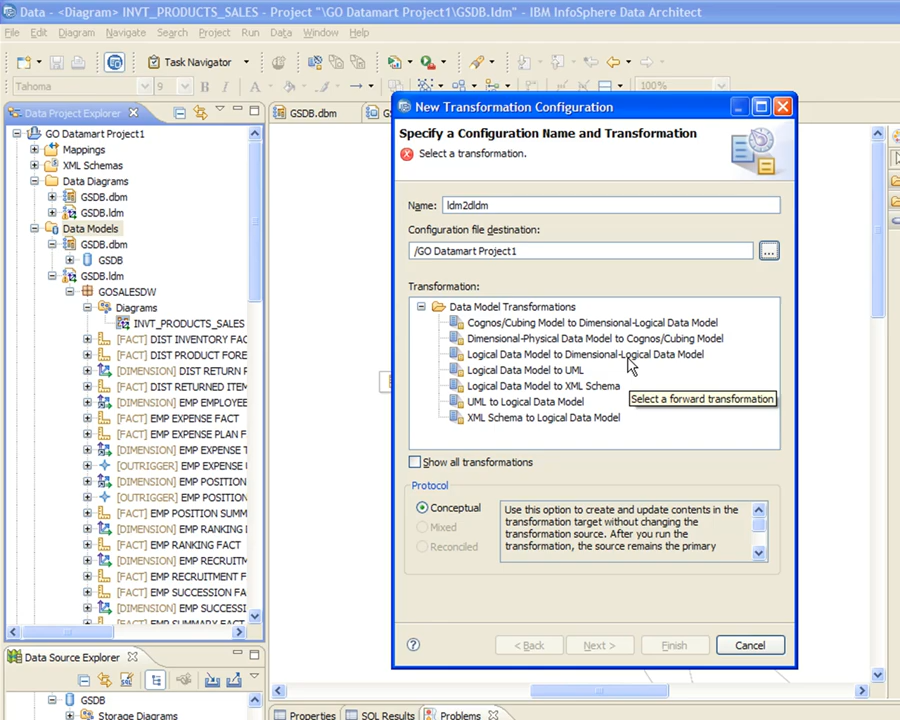 Data - <Diagram> INVT_PRODUCTS_SALES - Project "\GO Datamart Project1\GSDB.ldm" - IBM InfoSphere Data Architect
File Edit Diagram Navigate Search Project Run Data Window Help
Task Navigator
Tahoma 9 B I A 100%
Data Project Explorer
GSDB.dbm
GO Datamart Project1
Mappings
XML Schemas
Data Diagrams
GSDB.dbm
GSDB.ldm
Data Models
GSDB.dbm
GSDB
GSDB.ldm
GOSALESDW
Diagrams
INVT_PRODUCTS_SALES
[FACT] DIST INVENTORY FAC
[FACT] DIST PRODUCT FORE
[DIMENSION] DIST RETURN R
[FACT] DIST RETURNED ITEM
[DIMENSION] EMP EMPLOYEE
[FACT] EMP EXPENSE FACT
[FACT] EMP EXPENSE PLAN F
[DIMENSION] EMP EXPENSE T
[OUTRIGGER] EMP EXPENSE
[DIMENSION] EMP POSITION
[OUTRIGGER] EMP POSITION
[FACT] EMP POSITION SUMM
[DIMENSION] EMP RANKING
[FACT] EMP RANKING FACT
[DIMENSION] EMP RECRUITM
[FACT] EMP RECRUITMENT F
[FACT] EMP SUCCESSION FA
[DIMENSION] EMP SUCCESSI
[FACT] EMP SUMMARY FACT
Data Source Explorer
GSDB
Storage Diagrams
New Transformation Configuration
Specify a Configuration Name and Transformation
Select a transformation.
Name: ldm2dldm
Configuration file destination:
/GO Datamart Project1
...
Transformation:
Data Model Transformations
Cognos/Cubing Model to Dimensional-Logical Data Model
Dimensional-Physical Data Model to Cognos/Cubing Model
Logical Data Model to Dimensional-Logical Data Model
Logical Data Model to UML
Logical Data Model to XML Schema
UML to Logical Data Model
XML Schema to Logical Data Model
Select a forward transformation
Show all transformations
Protocol
Conceptual
Mixed
Reconciled
Use this option to create and update contents in the
transformation target without changing the
transformation source. After you run the
transformation, the source remains the primary
? < Back Next > Finish Cancel
Properties SQL Results Problems